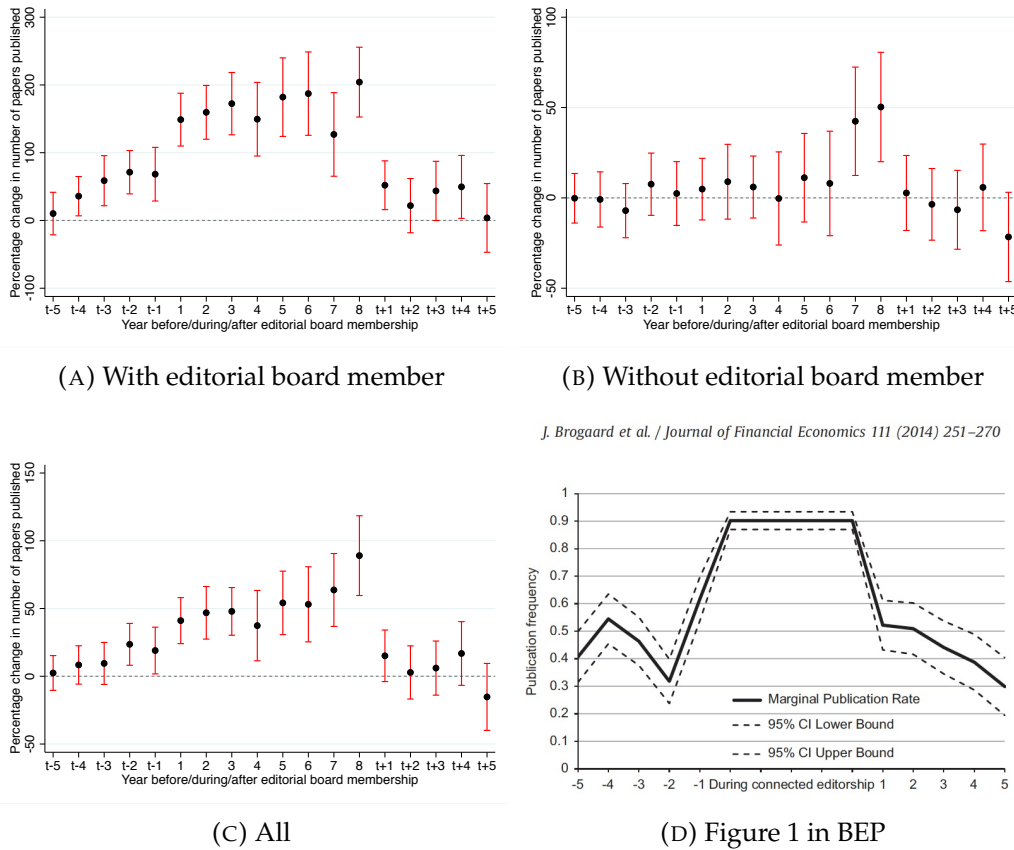 Percentage change in number of papers published
300
200
100
0
-100
t-5 t-4 t-3 t-2 t-1 1 2 3 4 5 6 7 8 t+1 t+2 t+3 t+4 t+5
Year before/during/after editorial board membership
(A) With editorial board member
Percentage change in number of papers published
100
50
0
-50
t-5 t-4 t-3 t-2 t-1 1 2 3 4 5 6 7 8 t+1 t+2 t+3 t+4 t+5
Year before/during/after editorial board membership
(B) Without editorial board member
Percentage change in number of papers published
150
100
50
0
-50
t-5 t-4 t-3 t-2 t-1 1 2 3 4 5 6 7 8 t+1 t+2 t+3 t+4 t+5
Year before/during/after editorial board membership
(C) All
J. Brogaard et al. / Journal of Financial Economics 111 (2014) 251–270
Publication frequency
1
0.9
0.8
0.7
0.6
0.5
0.4
0.3
0.2
0.1
0
Marginal Publication Rate
95% CI Lower Bound
95% CI Upper Bound
-5 -4 -3 -2 -1 During connected editorship 1 2 3 4 5
(D) Figure 1 in BEP